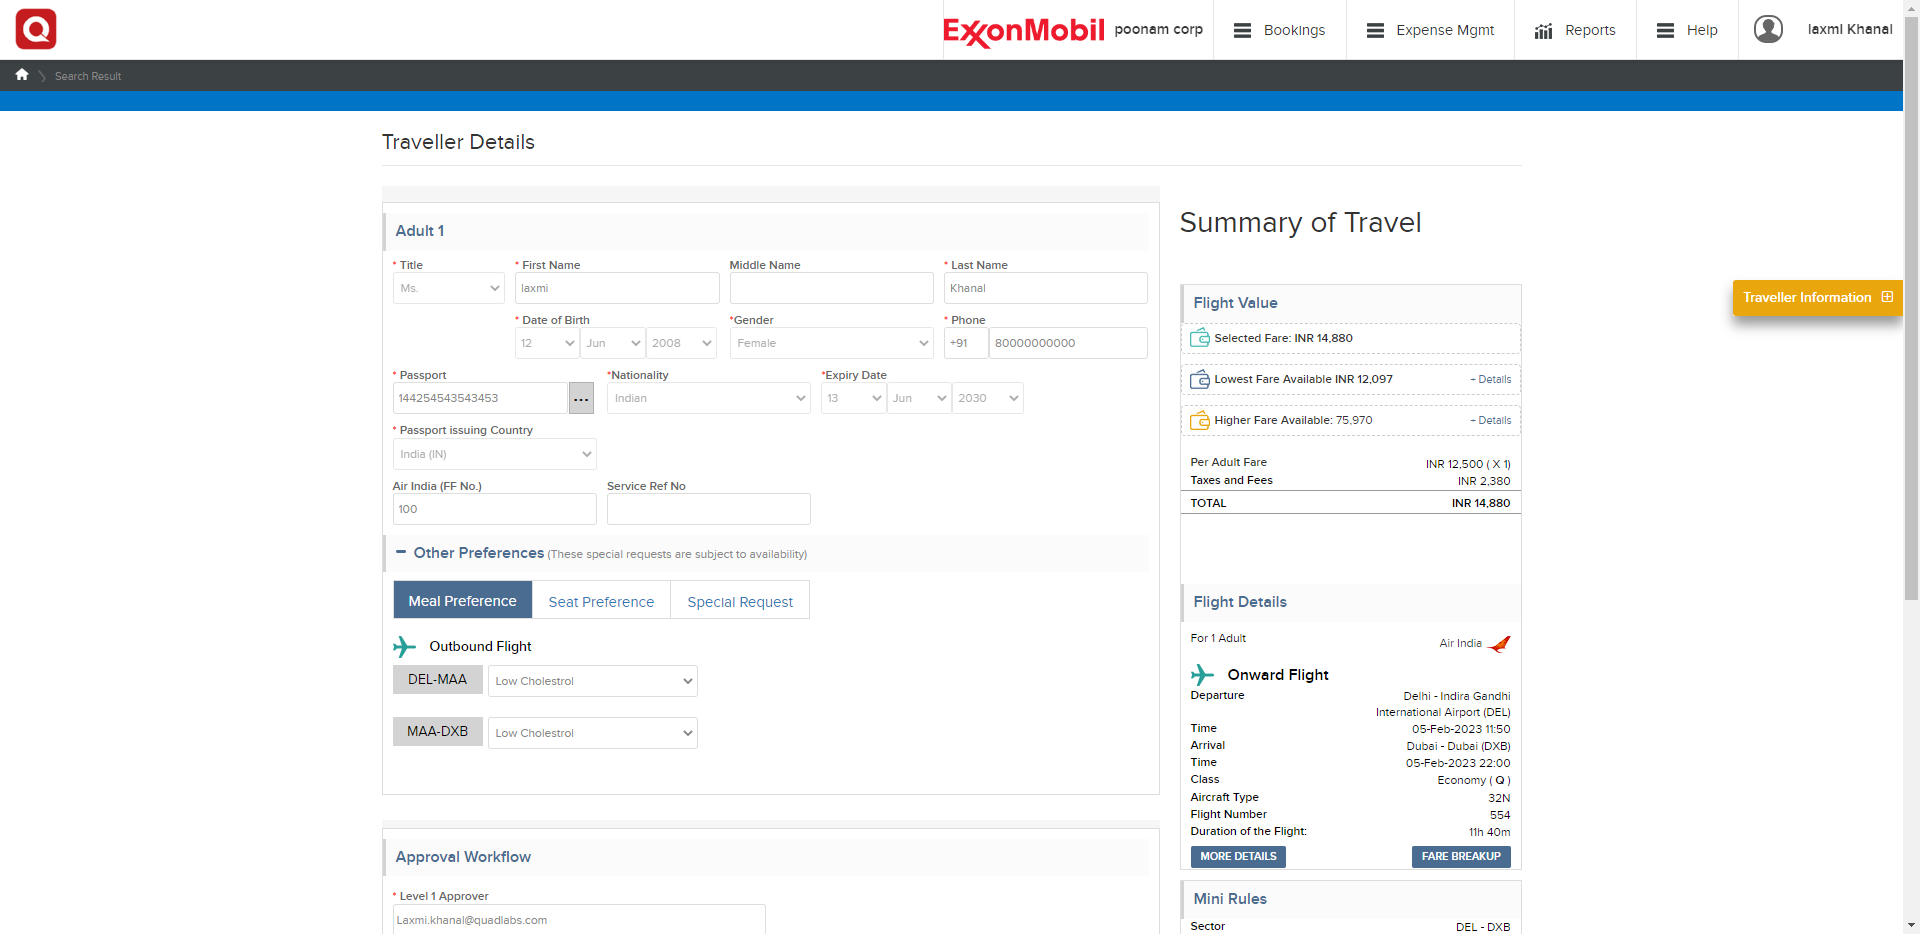 Q
ExxonMobil
poonam corp
Bookings
Expense Mgmt
Reports
Help
laxmi Khanal
Search Result
Traveller Details
Adult 1
* Title
* First Name
Middle Name
* Last Name
Ms.
laxmi
Khanal
* Date of Birth
*Gender
* Phone
12
Jun
2008
Female
+91
80000000000
* Passport
*Nationality
*Expiry Date
144254543543453
...
Indian
13
Jun
2030
* Passport issuing Country
India (IN)
Air India (FF No.)
Service Ref No
100
Other Preferences (These special requests are subject to availability)
Meal Preference
Seat Preference
Special Request
Outbound Flight
DEL-MAA
Low Cholestrol
MAA-DXB
Low Cholestrol
Approval Workflow
* Level 1 Approver
Laxmi.khanal@quadlabs.com
Summary of Travel
Traveller Information
Flight Value
Selected Fare: INR 14,880
Lowest Fare Available INR 12,097
+ Details
Higher Fare Available: 75,970
+ Details
Per Adult Fare
INR 12,500 ( X 1)
Taxes and Fees
INR 2,380
TOTAL
INR 14,880
Flight Details
For 1 Adult
Air India
Onward Flight
Departure
Delhi - Indira Gandhi
International Airport (DEL)
Time
05-Feb-2023 11:50
Arrival
Dubai - Dubai (DXB)
Time
05-Feb-2023 22:00
Class
Economy ( Q )
Aircraft Type
32N
Flight Number
554
Duration of the Flight:
11h 40m
MORE DETAILS
FARE BREAKUP
Mini Rules
Sector
DEL - DXB